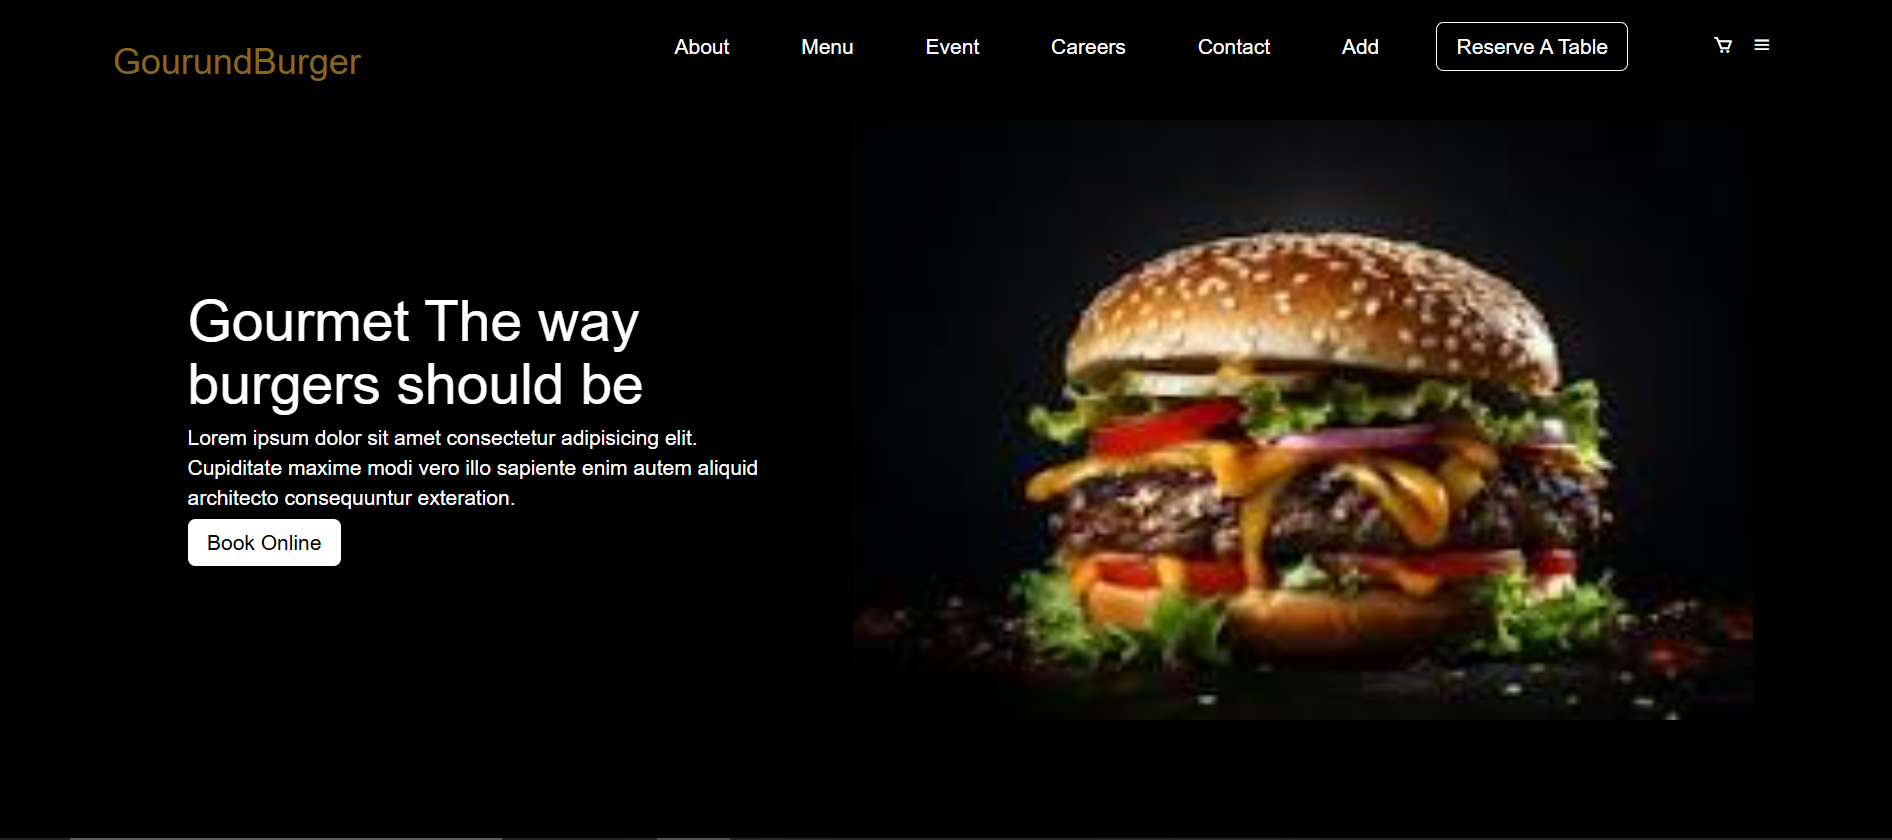 GourundBurger
About
Menu
Event
Careers
Contact
Add
Reserve A Table
Gourmet The way
burgers should be
Lorem ipsum dolor sit amet consectetur adipisicing elit.
Cupiditate maxime modi vero illo sapiente enim autem aliquid
architecto consequuntur exteration.
Book Online